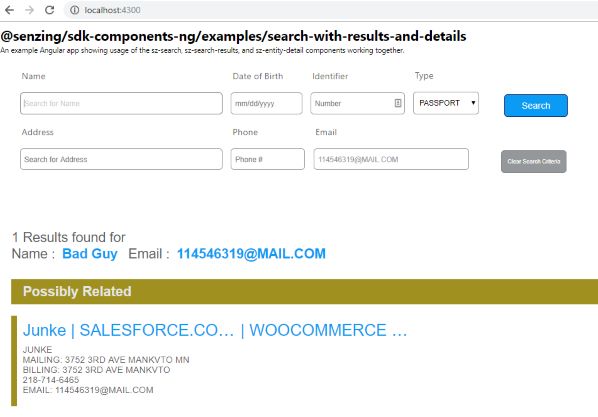 localhost:4300
@senzing/sdk-components-ng/examples/search-with-results-and-details
An example Angular app showing usage of the sz-search, sz-search-results, and sz-entity-detail components working together.
Name Date of Birth Identifier Type
Search for Name mm/dd/yyyy Number PASSPORT Search
Address Phone Email
Search for Address Phone # 114546319@MAIL.COM Clear Search Criteria
1 Results found for
Name : Bad Guy Email : 114546319@MAIL.COM
Possibly Related
Junke | SALESFORCE.CO... | WOOCOMMERCE ...
JUNKE
MAILING: 3752 3RD AVE MANKVTO MN
BILLING: 3752 3RD AVE MANKVTO
218-714-6465
EMAIL: 114546319@MAIL.COM